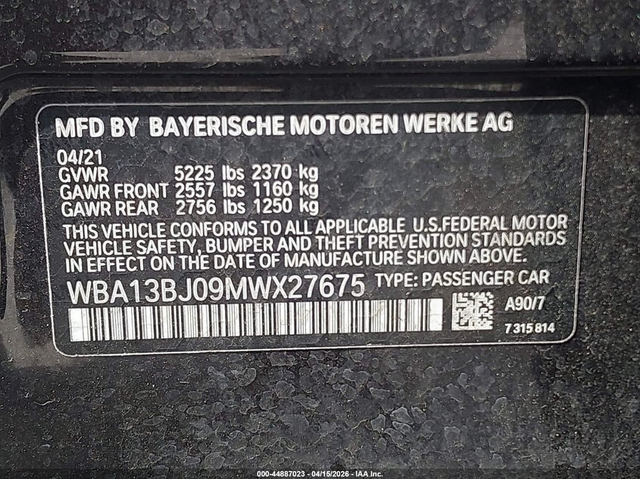 MFD BY BAYERISCHE MOTOREN WERKE AG
04/21
GVWR 5225 lbs 2370 kg
GAWR FRONT 2557 lbs 1160 kg
GAWR REAR 2756 lbs 1250 kg
THIS VEHICLE CONFORMS TO ALL APPLICABLE U.S.FEDERAL MOTOR
VEHICLE SAFETY, BUMPER AND THEFT PREVENTION STANDARDS
IN EFFECT ON THE DATE OF MANUFACTURE SHOWN ABOVE.
WBA13BJ09MWX27675 TYPE: PASSENGER CAR
A90/7
7 315 814
000-44887023 - 04/15/2026 - IAA Inc.